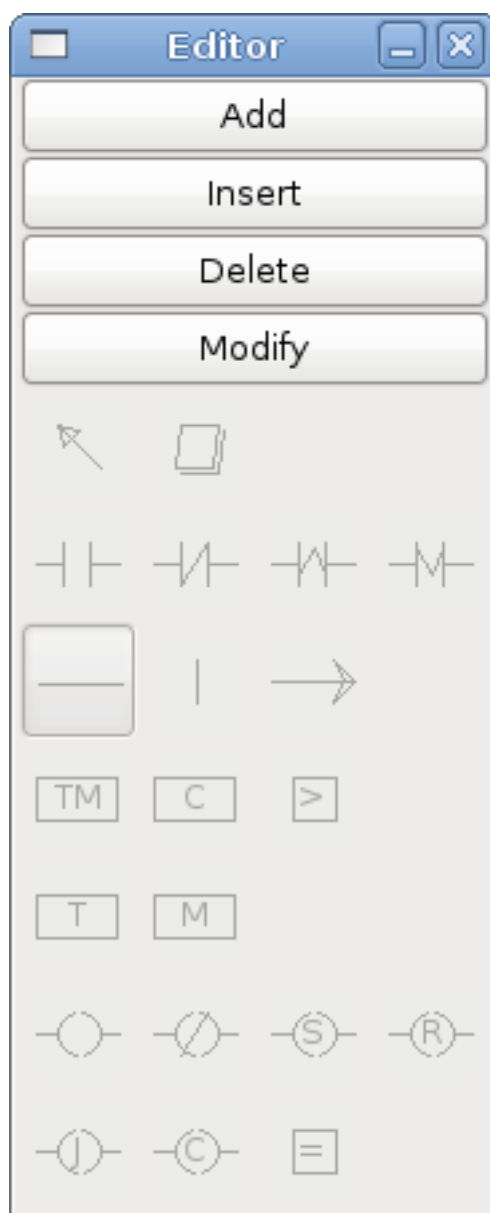 Editor
Add
Insert
Delete
Modify
TM C >
T M
S R
J C =